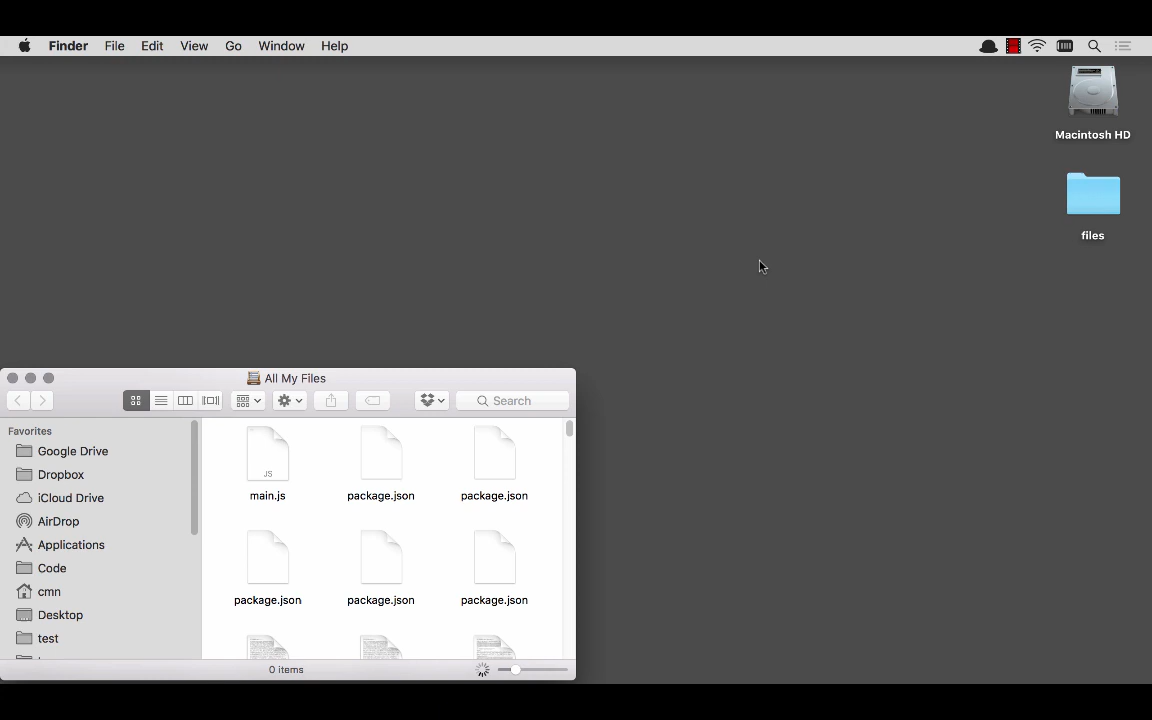 Finder File Edit View Go Window Help
Macintosh HD
files
All My Files
Search
Favorites
Google Drive
Dropbox
iCloud Drive
AirDrop
Applications
Code
cmn
Desktop
test
JS
main.js package.json package.json
package.json package.json package.json
0 items